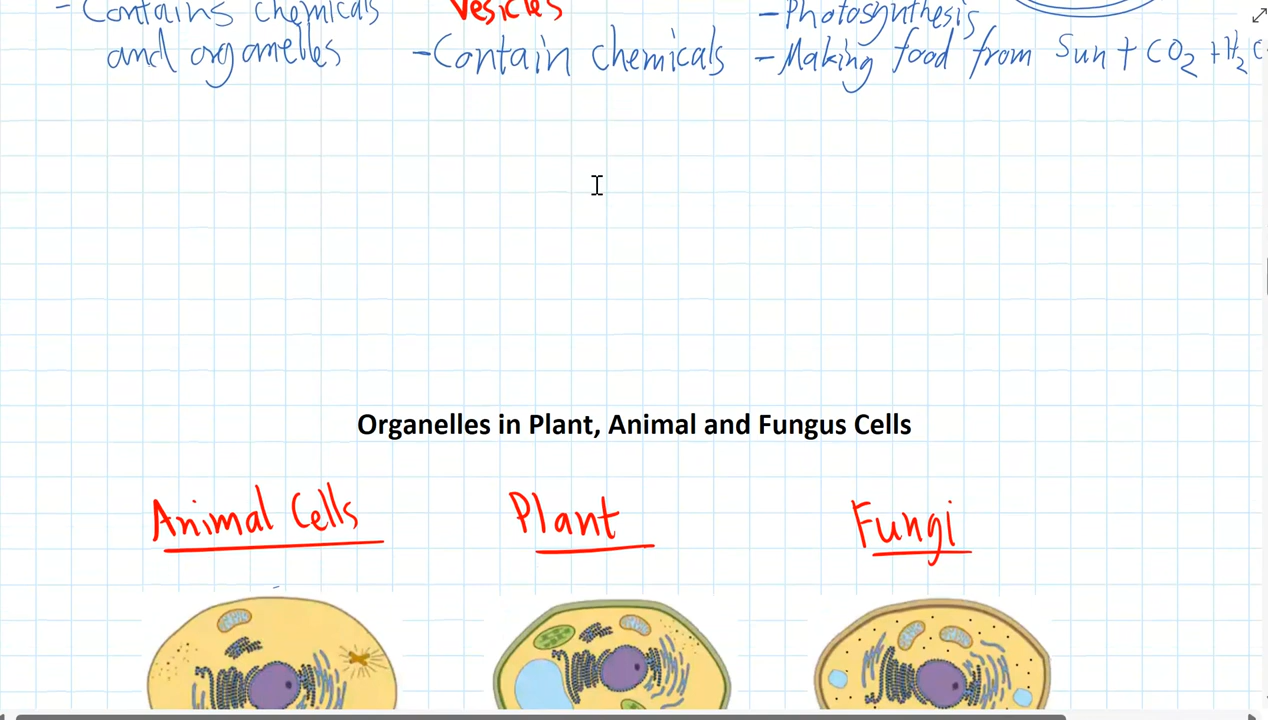 - Contains chemicals
and organelles
Vesicles
- Contain chemicals
- Photosynthesis
- Making food from Sun + CO₂ + H₂O
Organelles in Plant, Animal and Fungus Cells
Animal Cells
Plant
Fungi